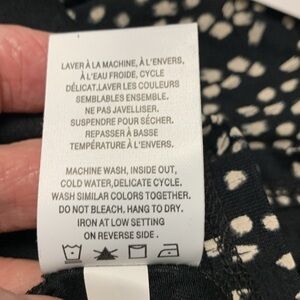 LAVER À LA MACHINE, À L'ENVERS,
À L'EAU FROIDE, CYCLE
DÉLICAT.LAVER LES COULEURS
SEMBLABLES ENSEMBLE.
NE PAS JAVELLISER.
SUSPENDRE POUR SÉCHER.
REPASSER À BASSE
TEMPÉRATURE À L'ENVERS.
MACHINE WASH, INSIDE OUT,
COLD WATER,DELICATE CYCLE.
WASH SIMILAR COLORS TOGETHER.
DO NOT BLEACH, HANG TO DRY.
IRON AT LOW SETTING
ON REVERSE SIDE .